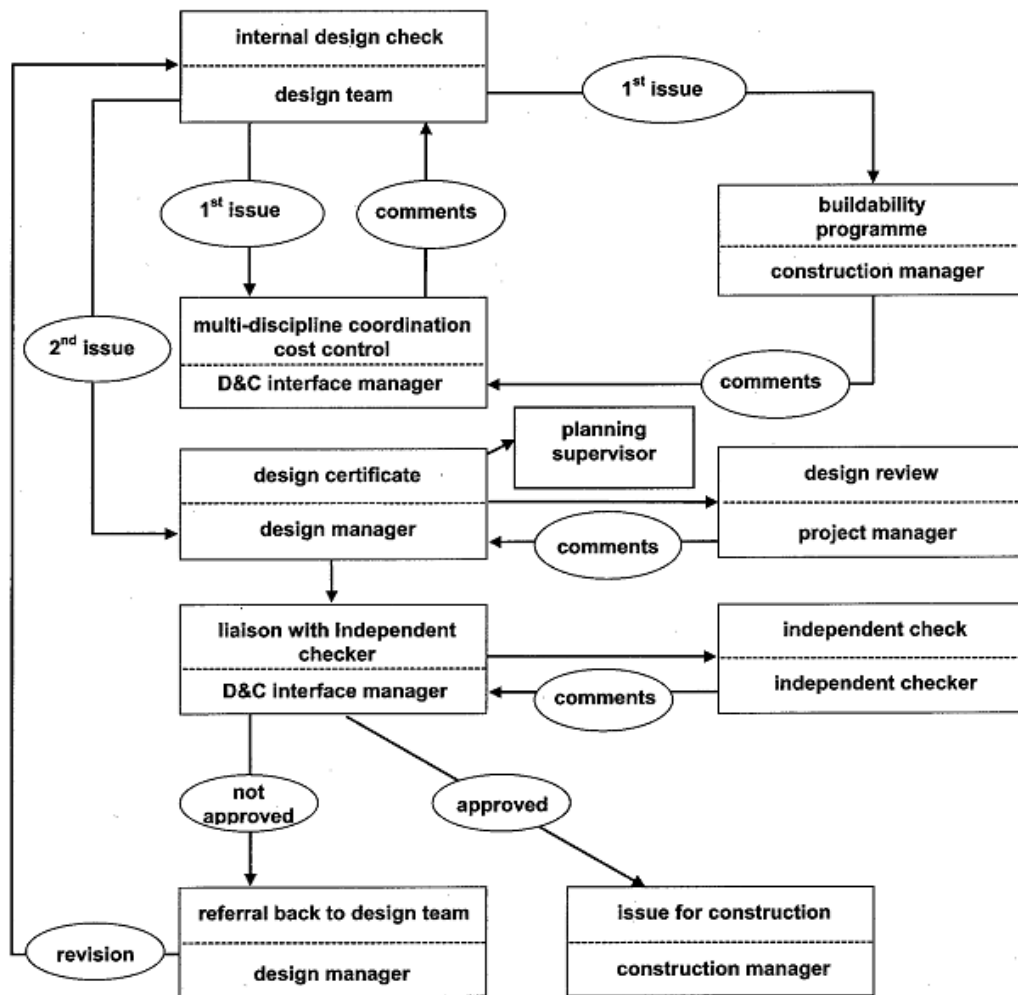 internal design check
design team
1st issue
1st issue
comments
buildability
programme
construction manager
2nd issue
multi-discipline coordination
cost control
D&C interface manager
comments
planning
supervisor
design certificate
design manager
design review
project manager
comments
liaison with Independent
checker
D&C interface manager
independent check
independent checker
comments
not
approved
approved
referral back to design team
design manager
issue for construction
construction manager
revision